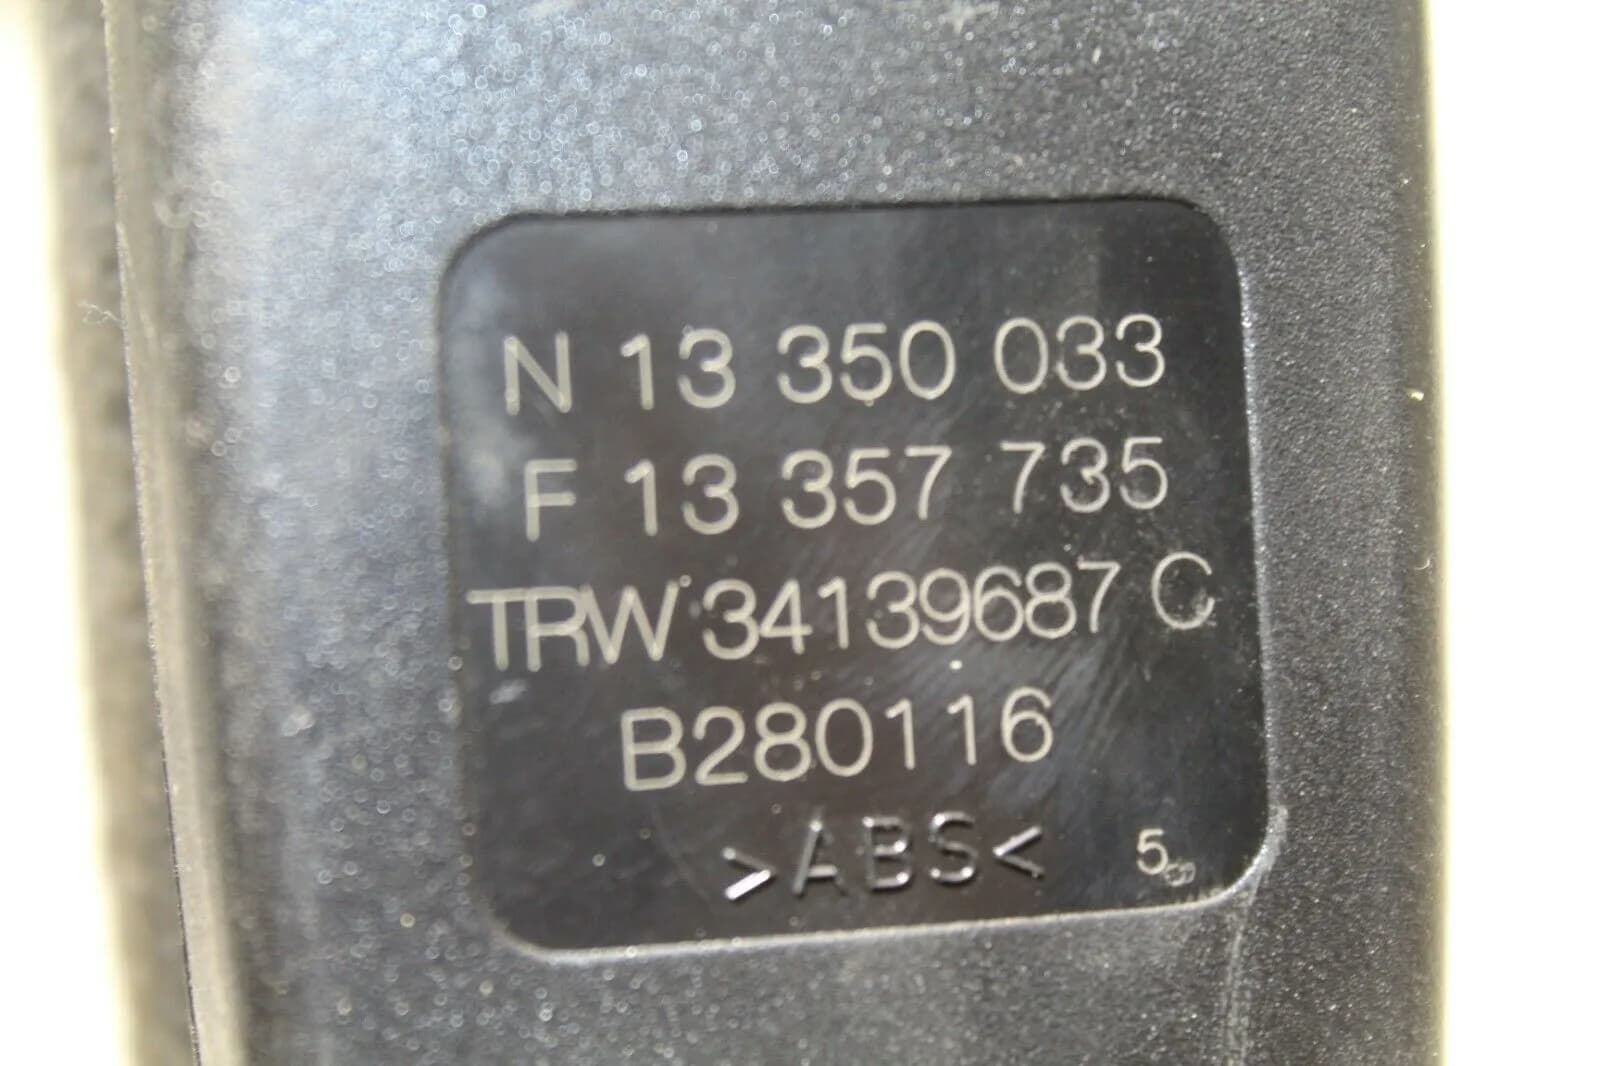 N 13 350 033
F 13 357 735
TRW 34139687 C
B280116
>ABS< 5